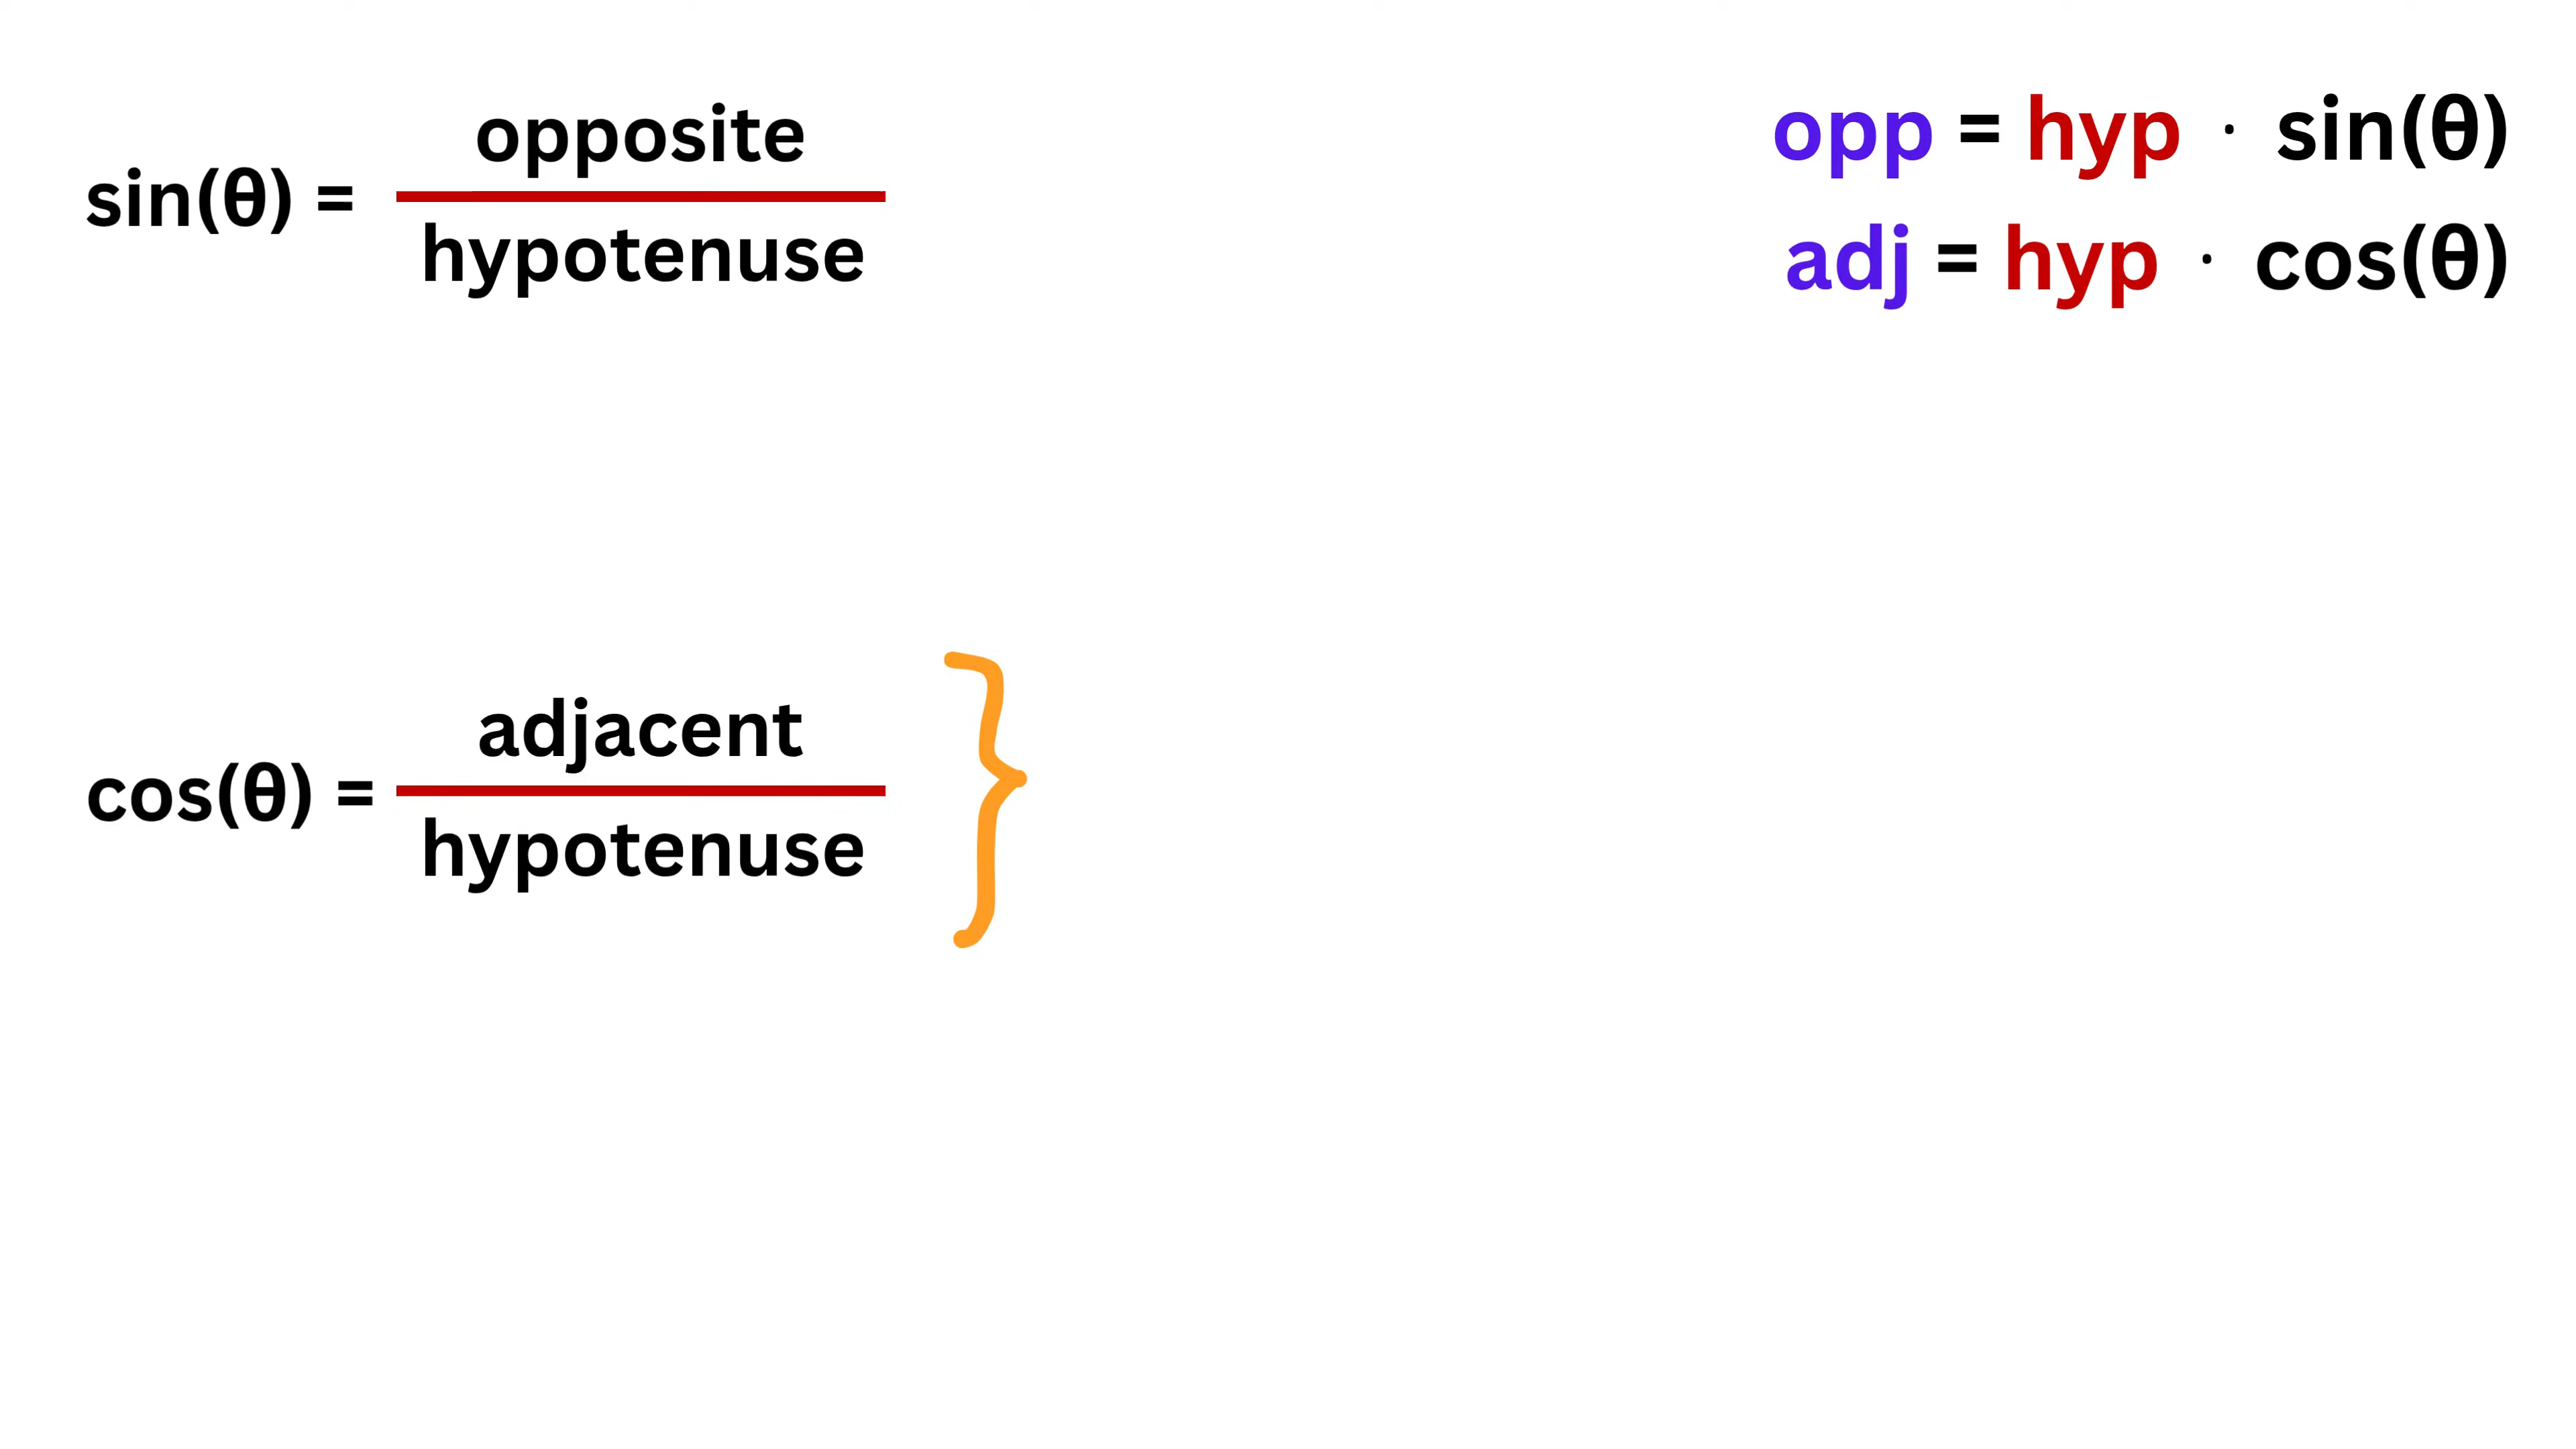 opposite
sin(θ) =
hypotenuse
opp = hyp · sin(θ)
adj = hyp · cos(θ)
adjacent
cos(θ) =
hypotenuse